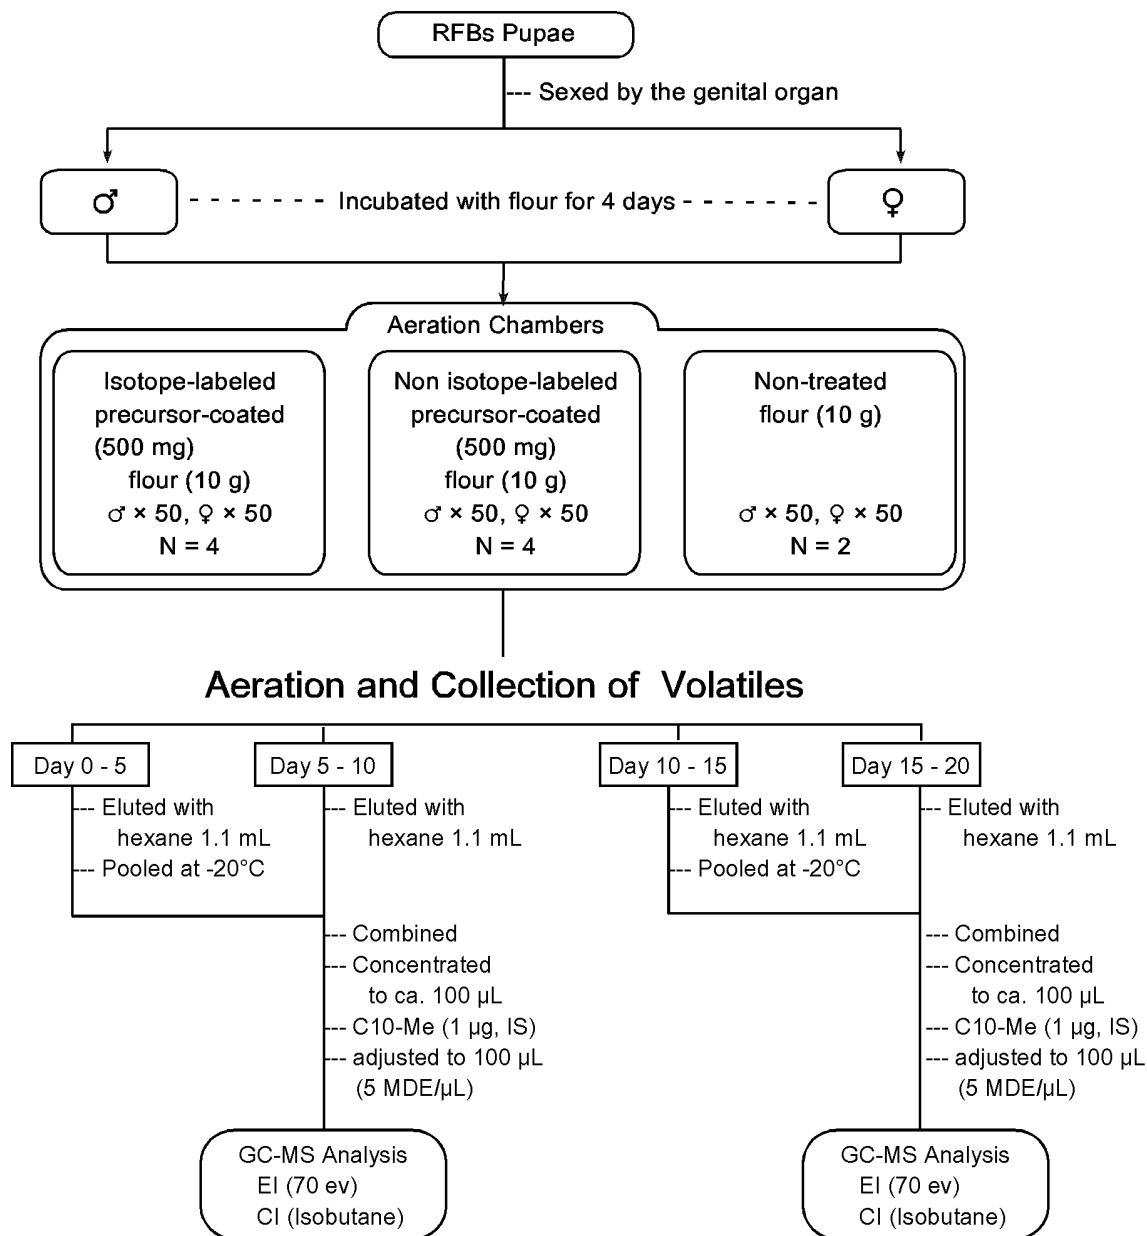 RFBs Pupae
--- Sexed by the genital organ
♂
- - - - - - - Incubated with flour for 4 days - - - - - - -
♀
Aeration Chambers
Isotope-labeled
precursor-coated
(500 mg)
flour (10 g)
♂ × 50, ♀ × 50
N = 4
Non isotope-labeled
precursor-coated
(500 mg)
flour (10 g)
♂ × 50, ♀ × 50
N = 4
Non-treated
flour (10 g)
♂ × 50, ♀ × 50
N = 2
Aeration and Collection of Volatiles
Day 0 - 5
--- Eluted with
hexane 1.1 mL
--- Pooled at -20°C
Day 5 - 10
--- Eluted with
hexane 1.1 mL
--- Combined
--- Concentrated
to ca. 100 µL
--- C10-Me (1 µg, IS)
--- adjusted to 100 µL
(5 MDE/µL)
GC-MS Analysis
EI (70 ev)
CI (Isobutane)
Day 10 - 15
--- Eluted with
hexane 1.1 mL
--- Pooled at -20°C
Day 15 - 20
--- Eluted with
hexane 1.1 mL
--- Combined
--- Concentrated
to ca. 100 µL
--- C10-Me (1 µg, IS)
--- adjusted to 100 µL
(5 MDE/µL)
GC-MS Analysis
EI (70 ev)
CI (Isobutane)